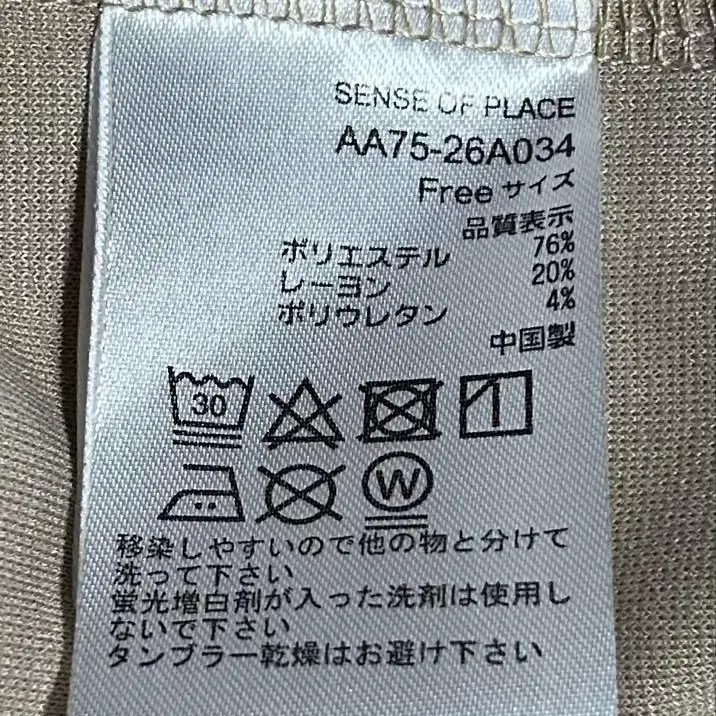 SENSE OF PLACE
AA75-26A034
Free サイズ
品質表示
ポリエステル 76%
レーヨン 20%
ポリウレタン 4%
中国製
30
W
移染しやすいので他の物と分けて
洗って下さい
蛍光増白剤が入った洗剤は使用し
ないで下さい
タンブラー乾燥はお避け下さい